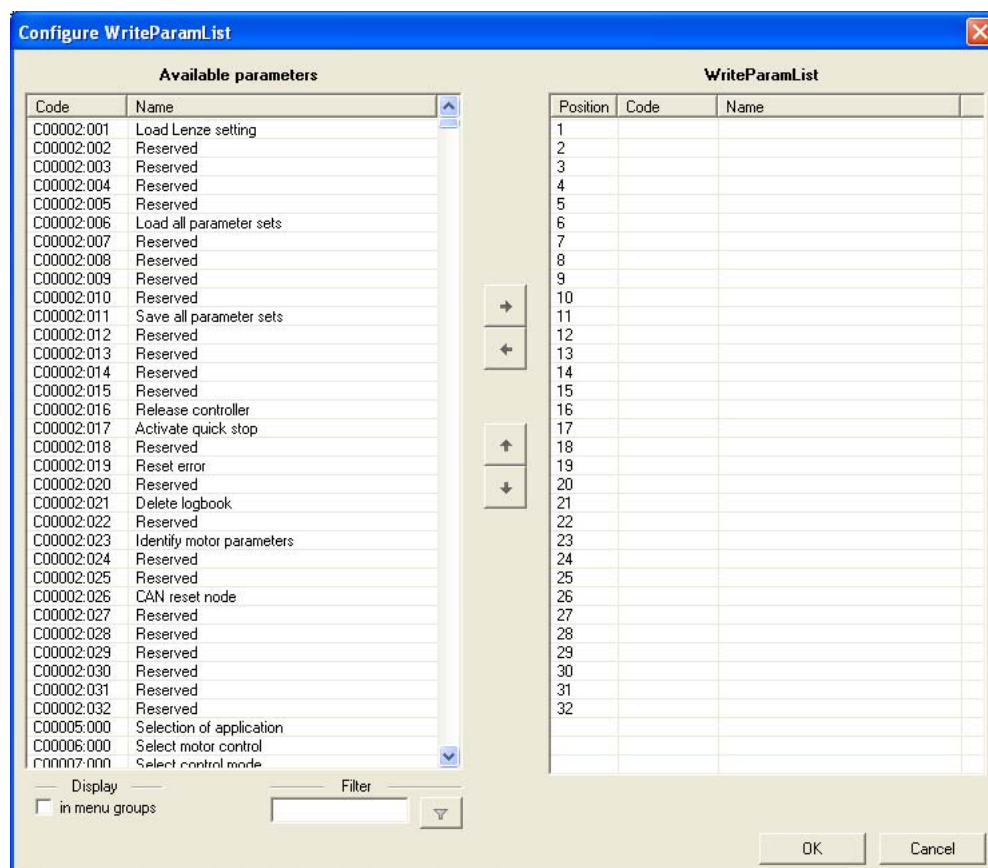 Configure WriteParamList
Available parameters
Code Name
C00002:001 Load Lenze setting
C00002:002 Reserved
C00002:003 Reserved
C00002:004 Reserved
C00002:005 Reserved
C00002:006 Load all parameter sets
C00002:007 Reserved
C00002:008 Reserved
C00002:009 Reserved
C00002:010 Reserved
C00002:011 Save all parameter sets
C00002:012 Reserved
C00002:013 Reserved
C00002:014 Reserved
C00002:015 Reserved
C00002:016 Release controller
C00002:017 Activate quick stop
C00002:018 Reserved
C00002:019 Reset error
C00002:020 Reserved
C00002:021 Delete logbook
C00002:022 Reserved
C00002:023 Identify motor parameters
C00002:024 Reserved
C00002:025 Reserved
C00002:026 CAN reset node
C00002:027 Reserved
C00002:028 Reserved
C00002:029 Reserved
C00002:030 Reserved
C00002:031 Reserved
C00002:032 Reserved
C00005:000 Selection of application
C00006:000 Select motor control
C00007:000 Select control mode
Display
in menu groups
Filter
WriteParamList
Position Code Name
1
2
3
4
5
6
7
8
9
10
11
12
13
14
15
16
17
18
19
20
21
22
23
24
25
26
27
28
29
30
31
32
OK Cancel